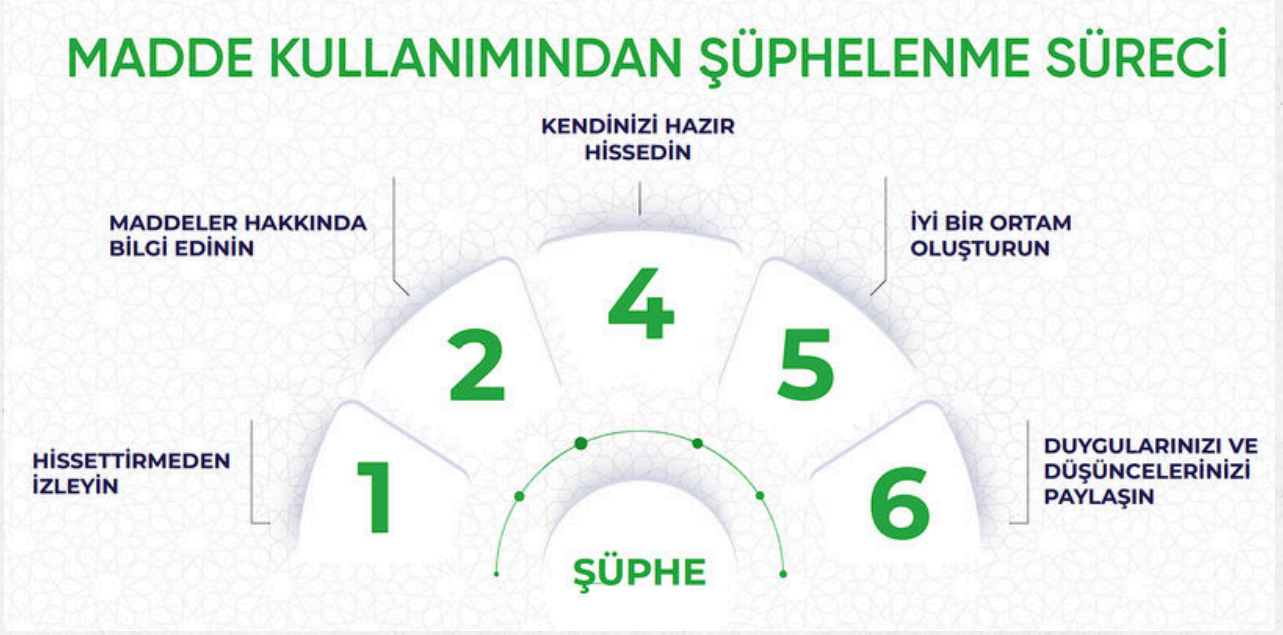 MADDE KULLANIMINDAN ŞÜPHELENME SÜRECİ
KENDİNİZİ HAZIR
HİSSEDİN
MADDELER HAKKINDA
BİLGİ EDİNİN
İYİ BİR ORTAM
OLUŞTURUN
4
2
5
HİSSETTİRMEDEN
İZLEYİN
DUYGULARINIZI VE
DÜŞÜNCELERİNİZİ
PAYLAŞIN
1
6
ŞÜPHE